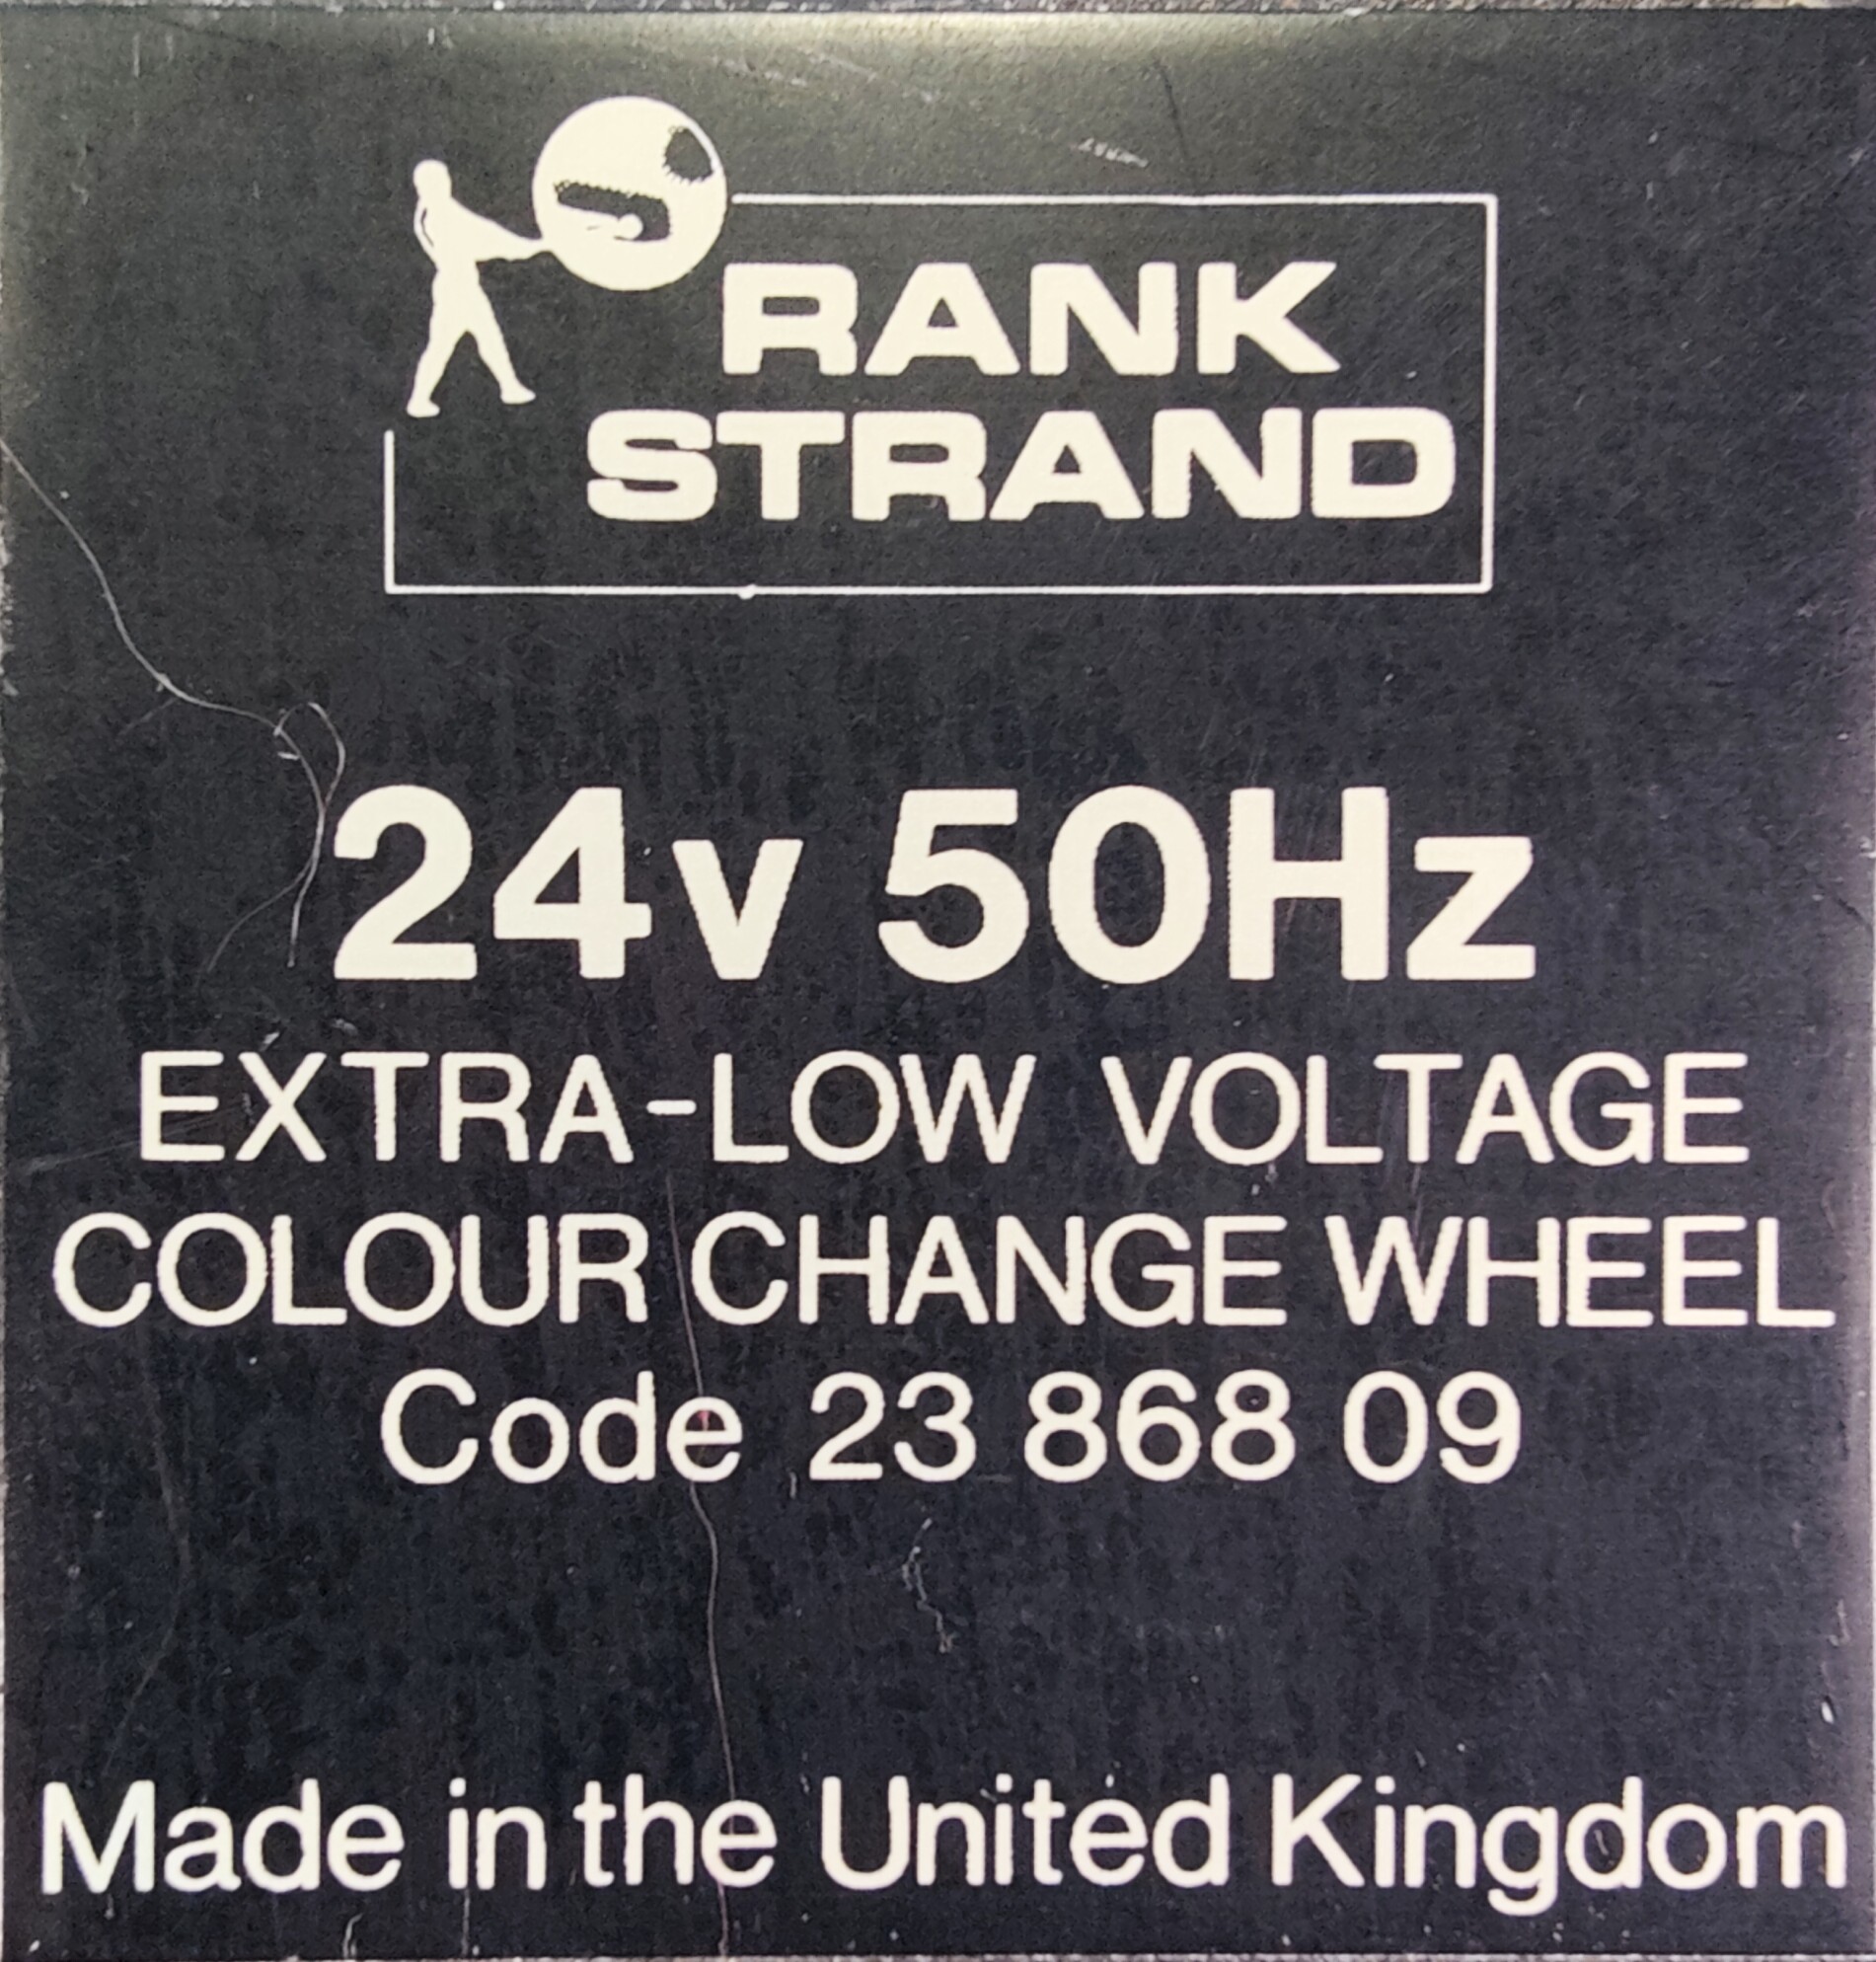 RANK
STRAND
24v 50Hz
EXTRA-LOW VOLTAGE
COLOUR CHANGE WHEEL
Code 23 868 09
Made in the United Kingdom